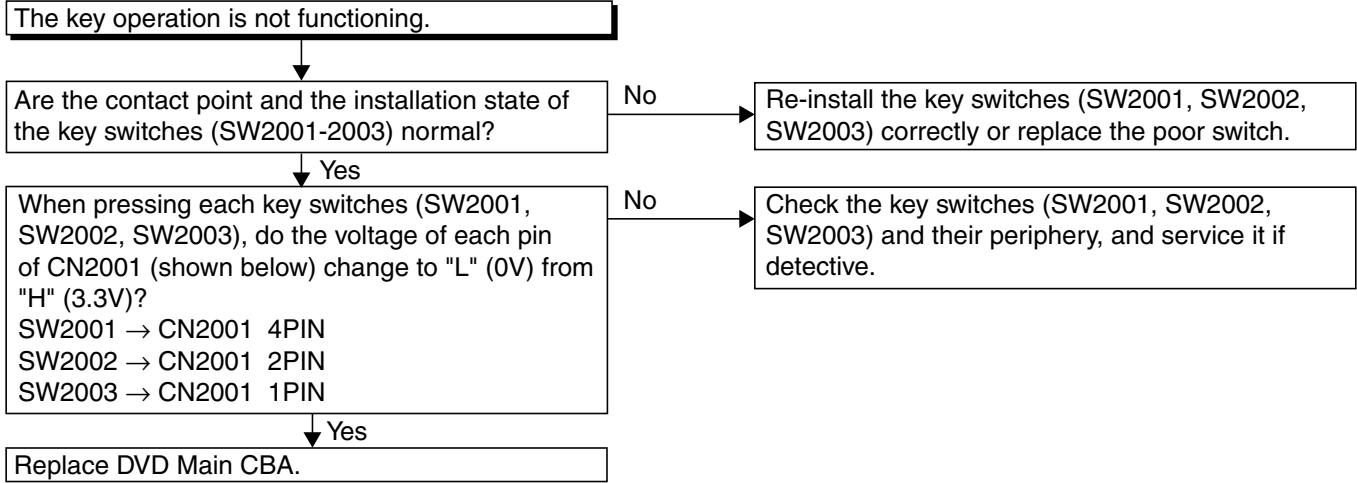 The key operation is not functioning.
Are the contact point and the installation state of
the key switches (SW2001-2003) normal?
No
Re-install the key switches (SW2001, SW2002,
SW2003) correctly or replace the poor switch.
Yes
When pressing each key switches (SW2001,
SW2002, SW2003), do the voltage of each pin
of CN2001 (shown below) change to "L" (0V) from
"H" (3.3V)?
SW2001 → CN2001 4PIN
SW2002 → CN2001 2PIN
SW2003 → CN2001 1PIN
No
Check the key switches (SW2001, SW2002,
SW2003) and their periphery, and service it if
detective.
Yes
Replace DVD Main CBA.